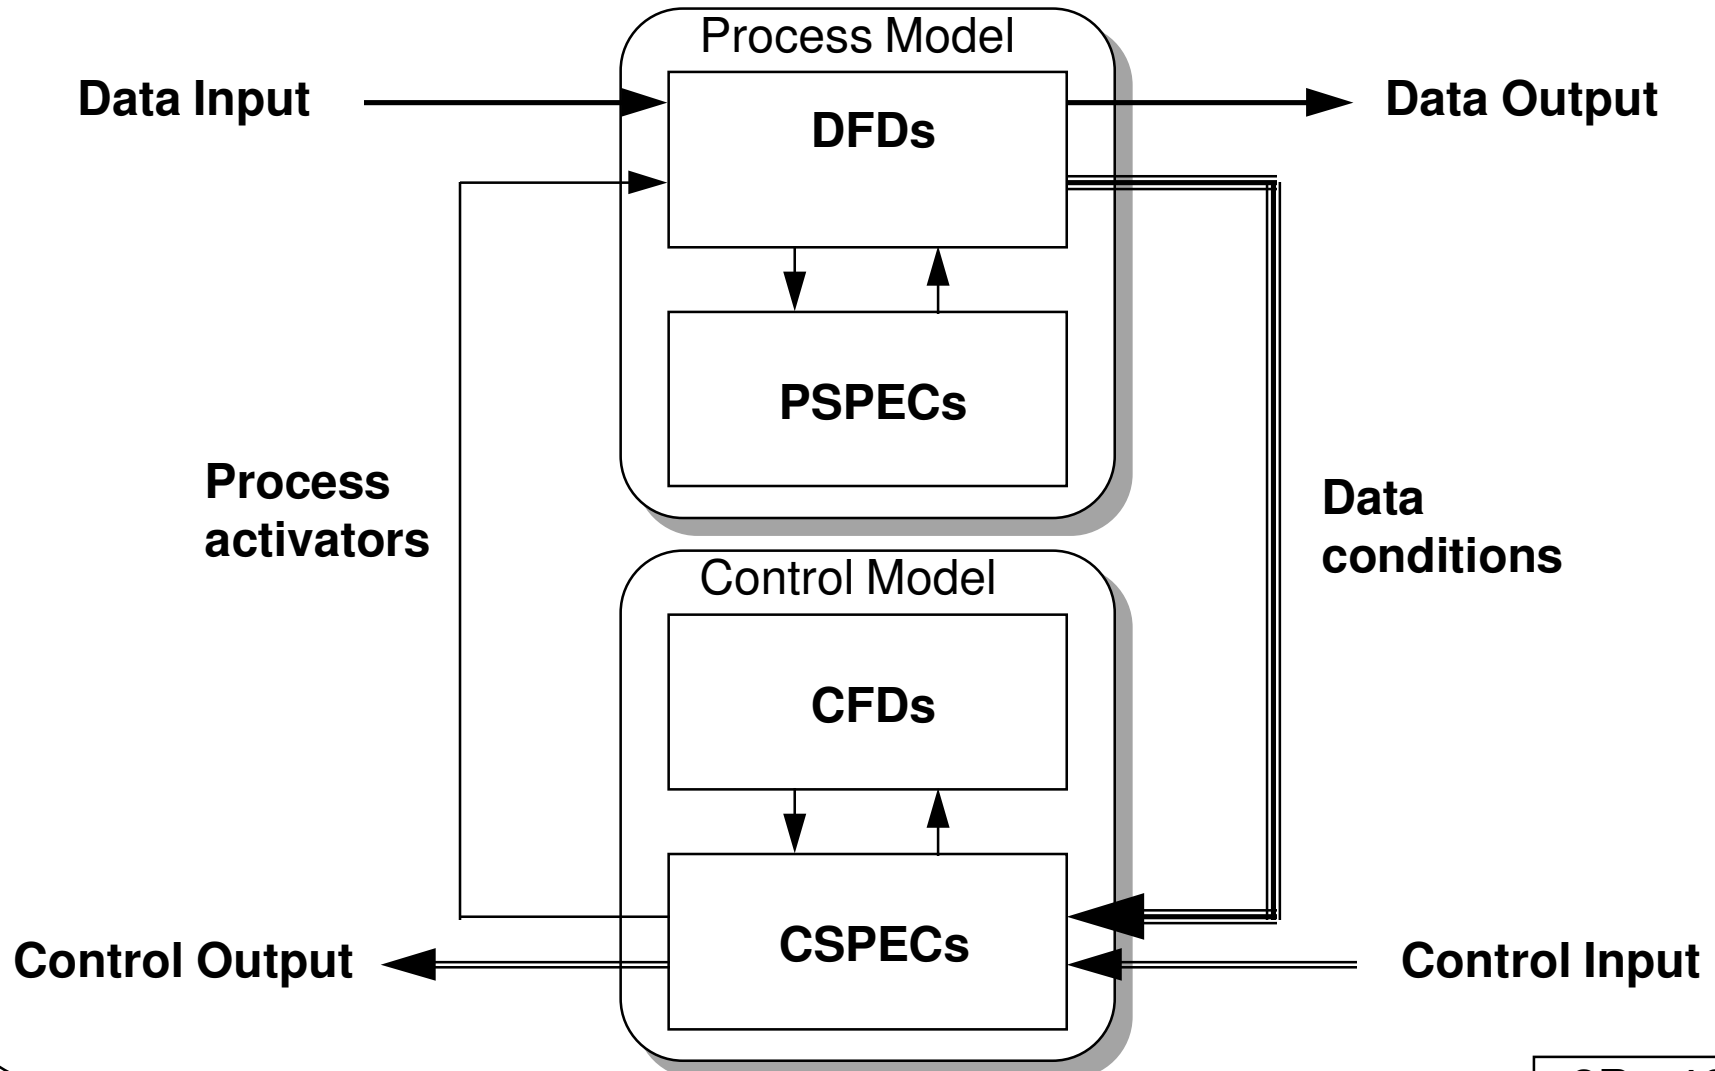 Process Model
Data Input
DFDs
Data Output
PSPECs
Process
activators
Data
conditions
Control Model
CFDs
CSPECs
Control Output
Control Input